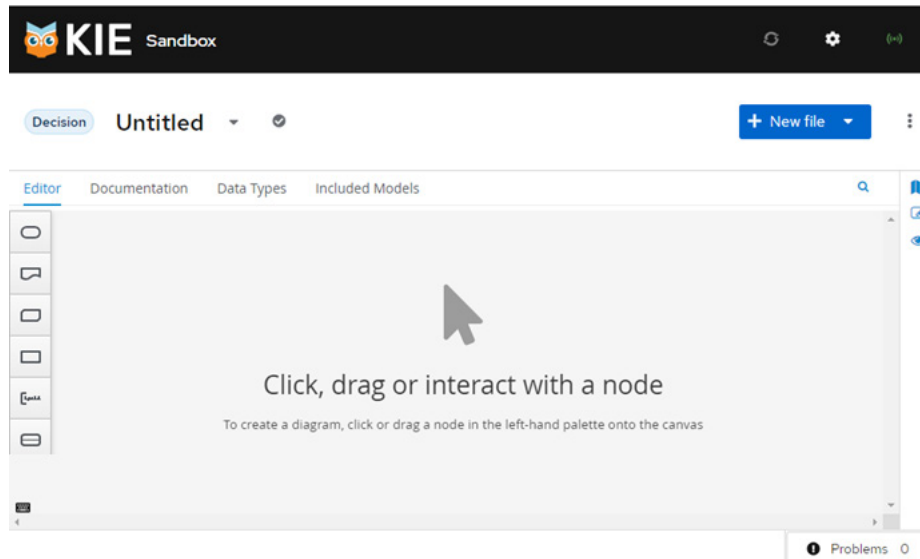 KIE Sandbox
Decision Untitled + New file
Editor Documentation Data Types Included Models
Click, drag or interact with a node
To create a diagram, click or drag a node in the left-hand palette onto the canvas
Problems 0